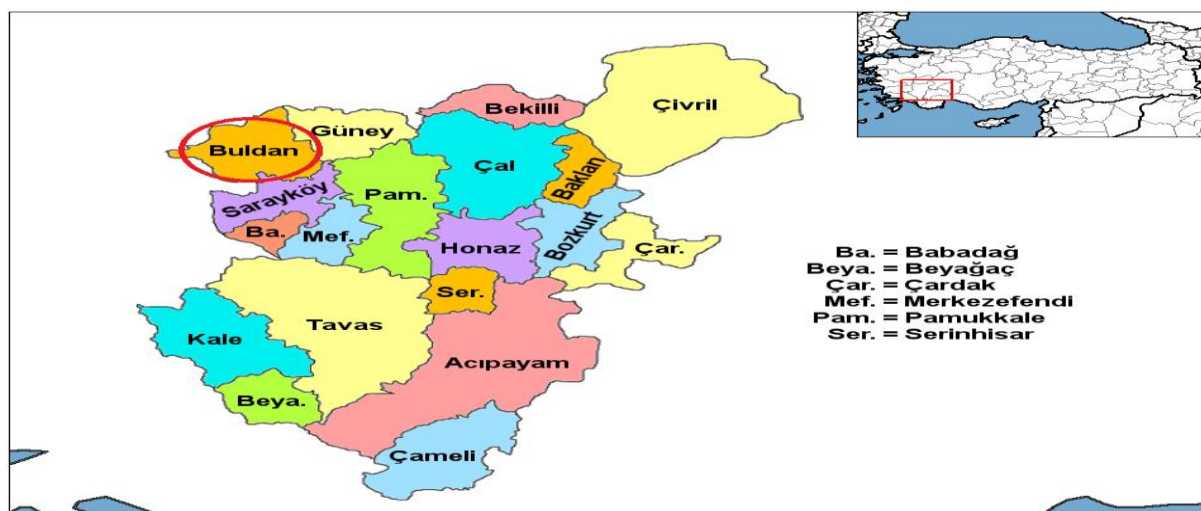 Bekilli
Çivril
Güney
Buldan
Çal
Baklan
Sarayköy
Pam.
Ba.
Mef.
Honaz
Bozkurt
Çar.
Ser.
Tavas
Kale
Acıpayam
Beya.
Çameli
Ba. = Babadağ
Beya. = Beyağaç
Çar. = Çardak
Mef. = Merkezefendi
Pam. = Pamukkale
Ser. = Serinhisar